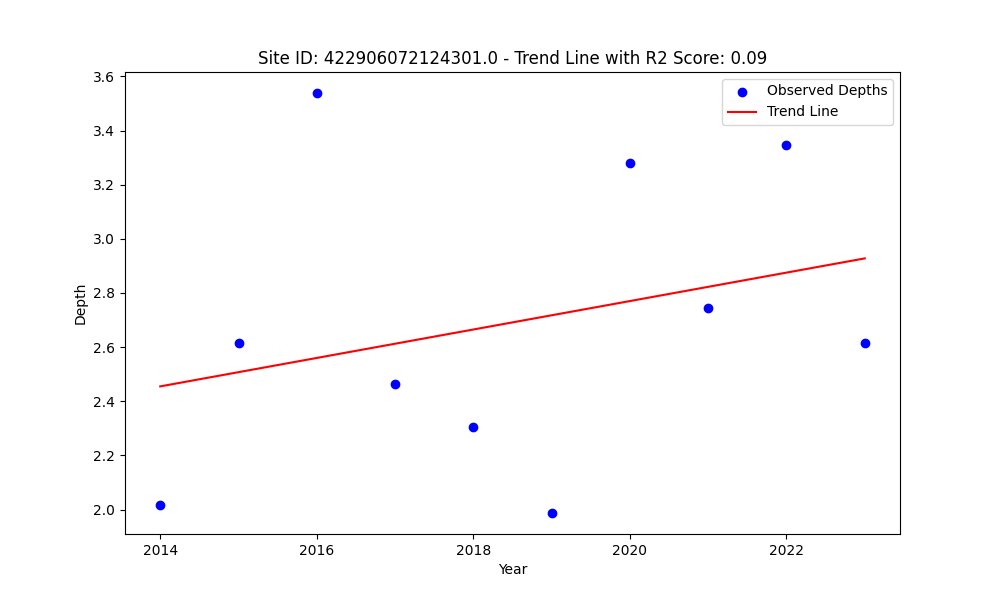 Site ID: 422906072124301.0 - Trend Line with R2 Score: 0.09
Observed Depths
Trend Line
3.6
3.4
3.2
3.0
2.8
2.6
2.4
2.2
2.0
Depth
2014 2016 2018 2020 2022
Year